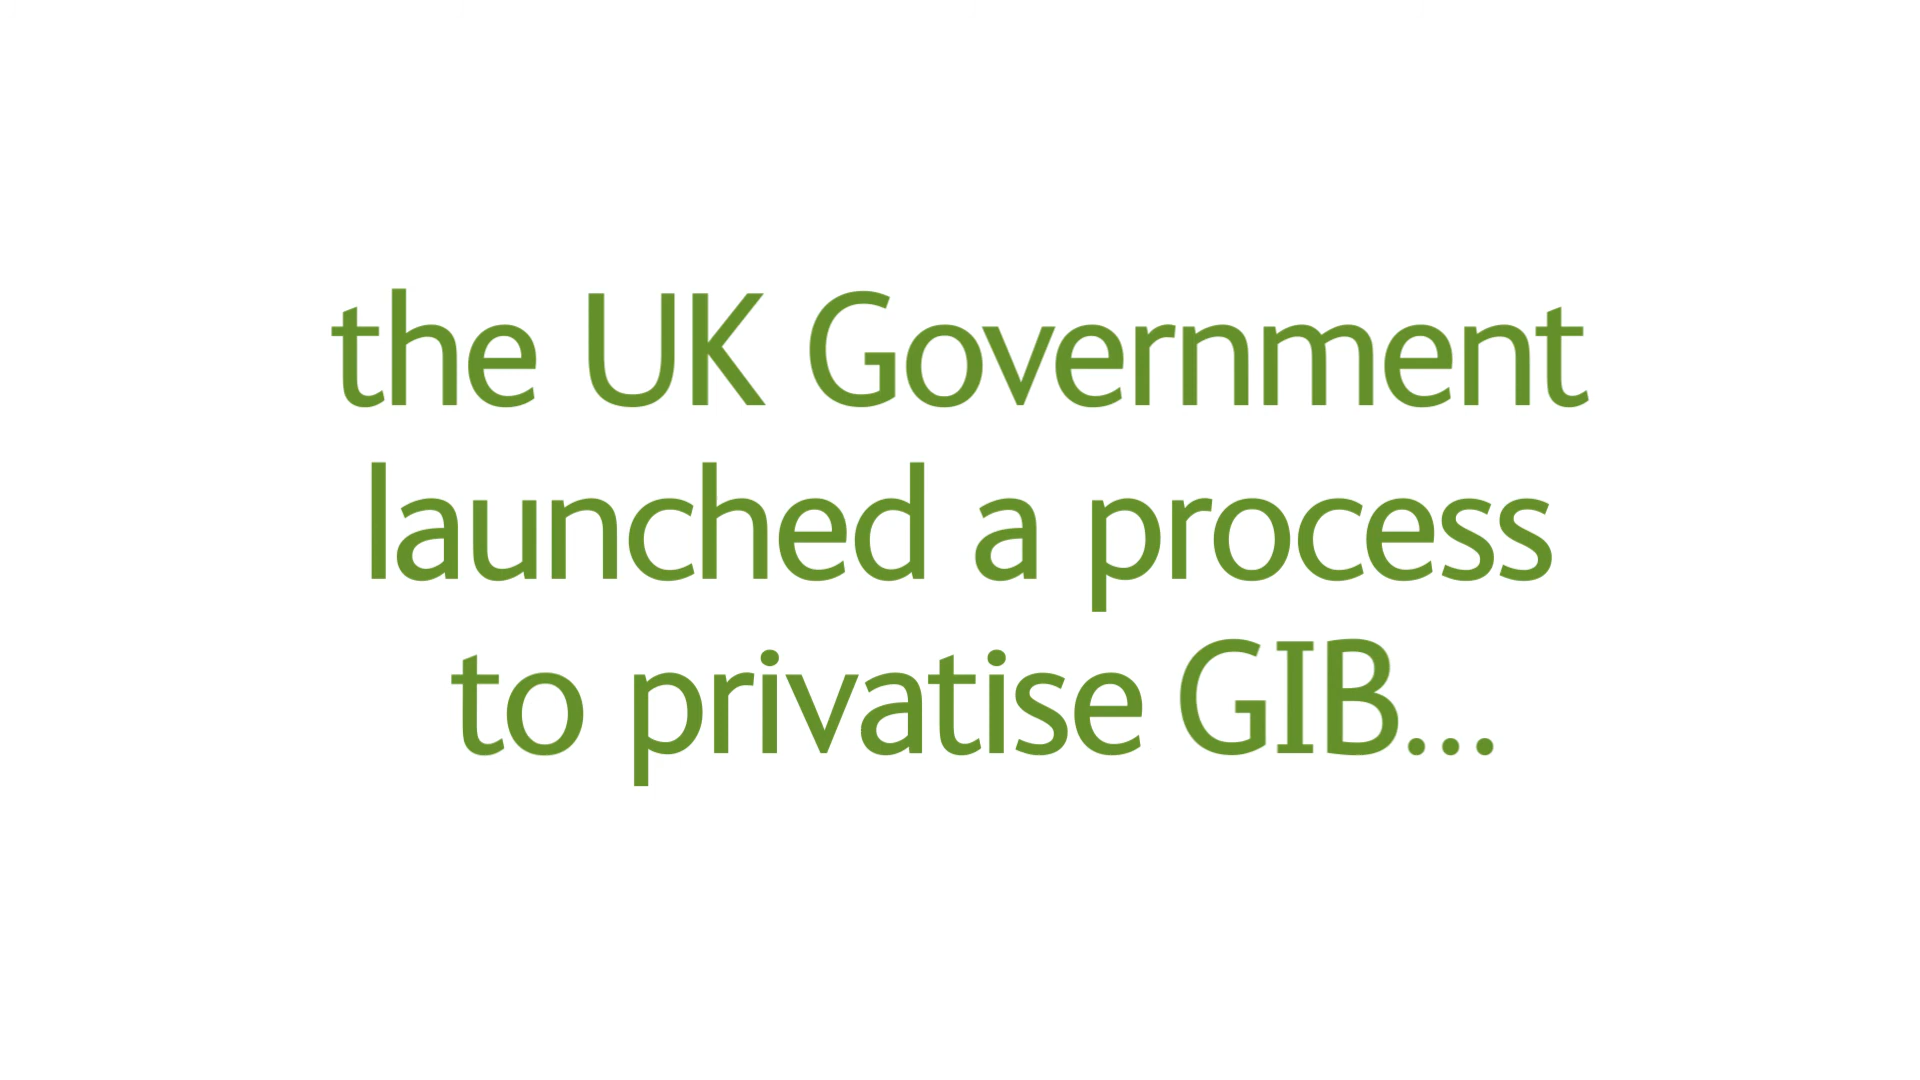 the UK Government
launched a process
to privatise GIB...